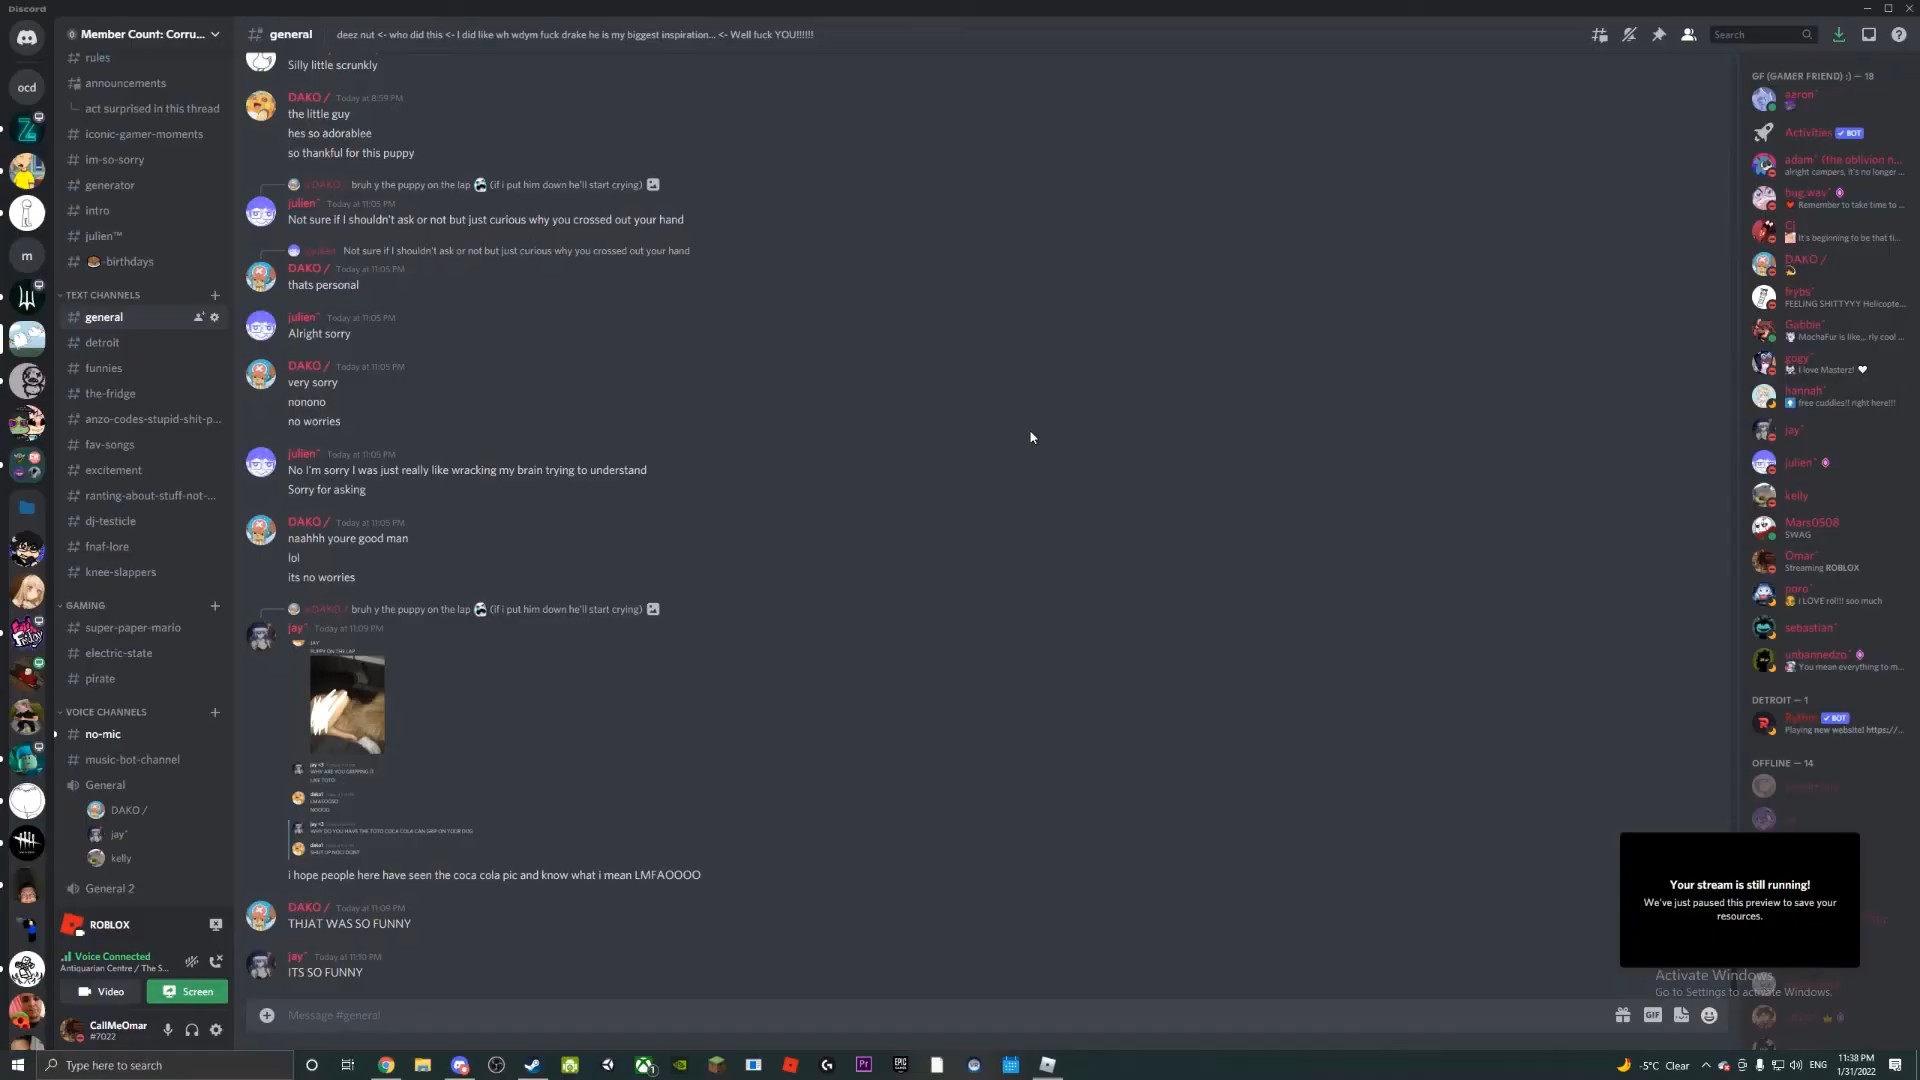 Discord
Member Count: Corru...
general
deez nut <- who did this <- I did like wh wdym fuck drake he is my biggest inspiration... <- Well fuck YOU!!!!!!
Search
ocd
m
rules
announcements
act surprised in this thread
iconic-gamer-moments
im-so-sorry
generator
intro
julien™
-birthdays
TEXT CHANNELS
general
detroit
funnies
the-fridge
anzo-codes-stupid-shit-p...
fav-songs
excitement
ranting-about-stuff-not-...
dj-testicle
fnaf-lore
knee-slappers
GAMING
super-paper-mario
electric-state
pirate
VOICE CHANNELS
no-mic
music-bot-channel
General
DAKO /
jay"
kelly
General 2
ROBLOX
Voice Connected
Antiquarian Centre / The S...
Video
Screen
CallMeOmar
#7022
Silly little scrunkly
DAKO / Today at 8:59 PM
the little guy
hes so adorablee
so thankful for this puppy
DAKO / bruh y the puppy on the lap (if i put him down he'll start crying)
julien" Today at 11:05 PM
Not sure if I shouldn't ask or not but just curious why you crossed out your hand
Not sure if I shouldn't ask or not but just curious why you crossed out your hand
DAKO / Today at 11:05 PM
thats personal
julien" Today at 11:05 PM
Alright sorry
DAKO / Today at 11:05 PM
very sorry
nonono
no worries
julien" Today at 11:05 PM
No I'm sorry I was just really like wracking my brain trying to understand
Sorry for asking
DAKO / Today at 11:05 PM
naahhh youre good man
lol
its no worries
DAKO / bruh y the puppy on the lap (if i put him down he'll start crying)
jay" Today at 11:09 PM
JAY
PUPPY ON THE LAP
jay <3
WHY ARE YOU GRIPPING IT
LIKE TOTO
dako!
NOOOO
jay <3
WHY DO YOU HAVE THE TOTO COCA COLA CAN GRIP ON YOUR DOG
dako!
i hope people here have seen the coca cola pic and know what i mean LMFAOOOO
DAKO / Today at 11:09 PM
THJAT WAS SO FUNNY
jay" Today at 11:10 PM
ITS SO FUNNY
Message #general
GIF
GF (GAMER FRIEND) :) — 18
aaron"
Activities BOT
adam" (the oblivion n...
alright campers, it's no longer ...
bug.wav"
Remember to take time to ...
Cj
It's beginning to be that ti...
DAKO /
frybs"
FEELING SHITTYYY Helicopte...
Gabbie"
MochaFur is like,,, rly cool ...
gogy"
I love Masterz!
hannah"
free cuddles!! right here!!!
jay"
julien"
kelly
Mars0508
SWAG
Omar"
Streaming ROBLOX
poro"
i LOVE rol!!! soo much
sebastian"
unbannedzo"
You mean everything to m...
DETROIT — 1
Rythm BOT
Playing new website! https://...
OFFLINE — 14
Your stream is still running!
We've just paused this preview to save your
resources.
Activate Windows
Go to Settings to activate Windows.
Type here to search
Pr
EPIC
-5°C Clear
ENG
11:38 PM
1/31/2022